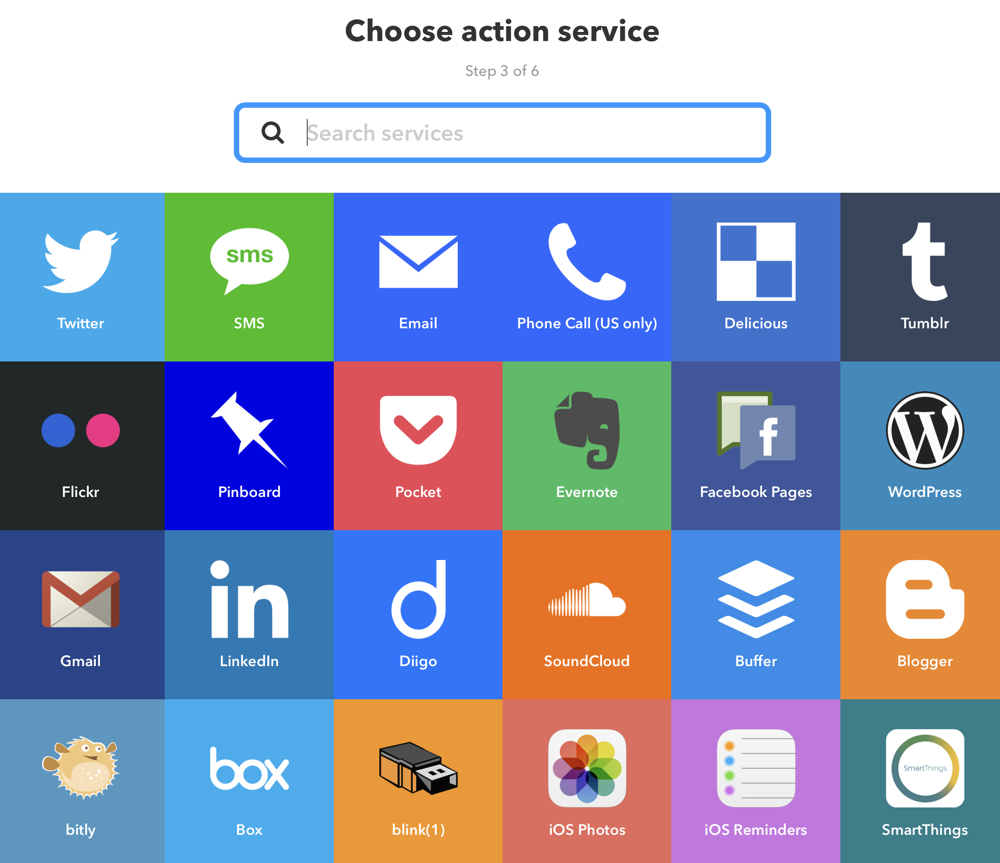 Choose action service
Step 3 of 6
Search services
sms
t
Twitter
SMS
Email
Phone Call (US only)
Delicious
Tumblr
f
W
Flickr
Pinboard
Pocket
Evernote
Facebook Pages
WordPress
in
d
B
Gmail
LinkedIn
Diigo
SoundCloud
Buffer
Blogger
box
SmartThings
bitly
Box
blink(1)
iOS Photos
iOS Reminders
SmartThings